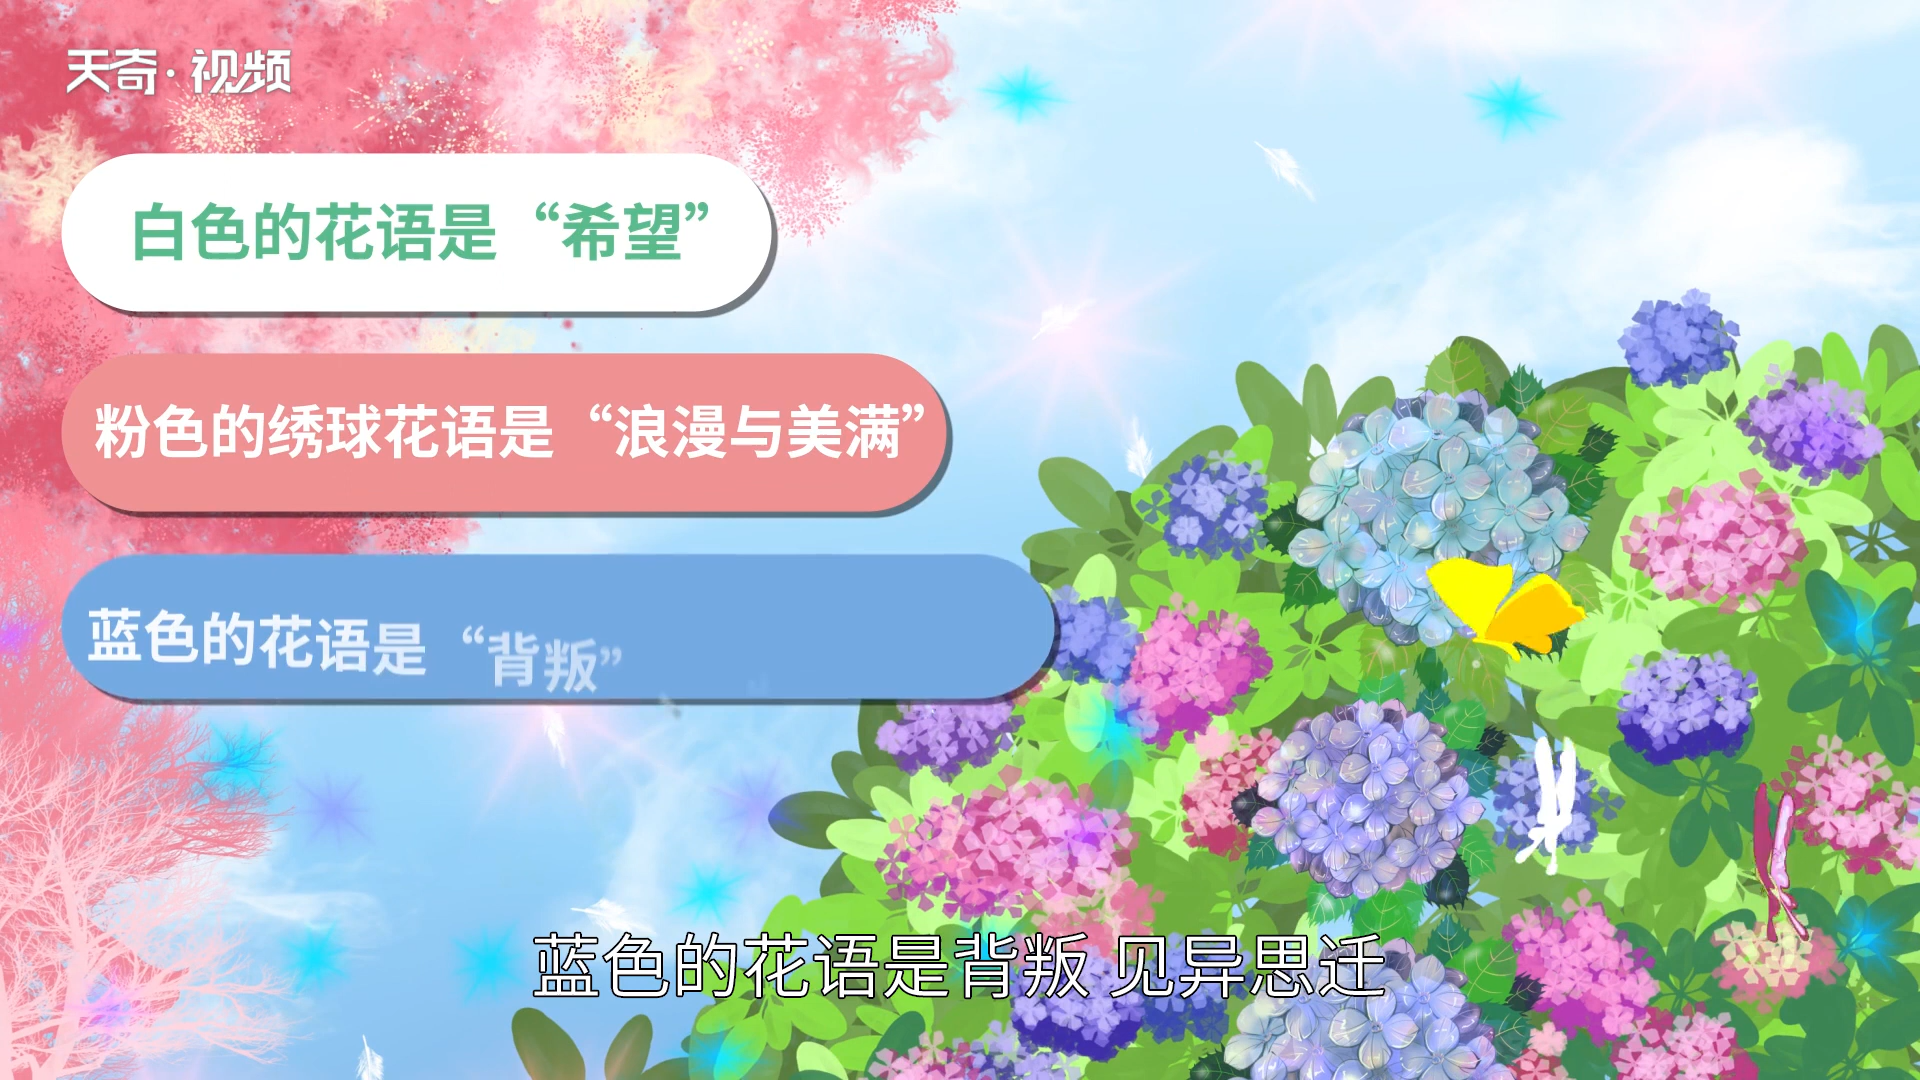 天奇·视频
白色的花语是“希望”
粉色的绣球花语是“浪漫与美满”
蓝色的花语是“背叛”
蓝色的花语是背叛 见异思迁